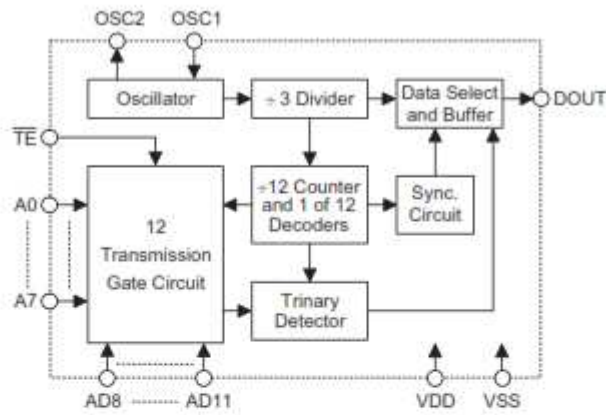 OSC2 OSC1
Oscillator
÷ 3 Divider
Data Select
and Buffer
DOUT
T̅E̅
A0
A7
12
Transmission
Gate Circuit
÷12 Counter
and 1 of 12
Decoders
Sync.
Circuit
Trinary
Detector
AD8 AD11 VDD VSS